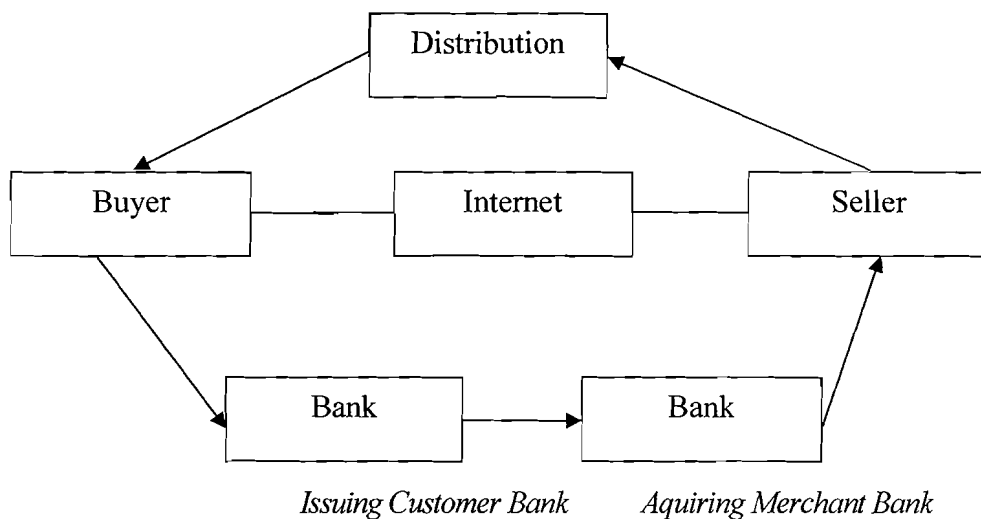 Distribution
Buyer
Internet
Seller
Bank
Bank
Issuing Customer Bank
Aquiring Merchant Bank